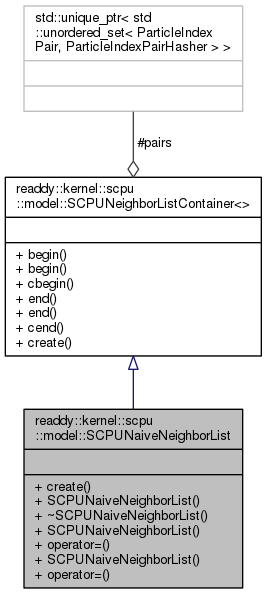 std::unique_ptr< std
::unordered_set< ParticleIndex
Pair, ParticleIndexPairHasher > >
#pairs
readdy::kernel::scpu
::model::SCPUNeighborListContainer<>
+ begin()
+ begin()
+ cbegin()
+ end()
+ end()
+ cend()
+ create()
readdy::kernel::scpu
::model::SCPUNaiveNeighborList
+ create()
+ SCPUNaiveNeighborList()
+ ~SCPUNaiveNeighborList()
+ SCPUNaiveNeighborList()
+ operator=()
+ SCPUNaiveNeighborList()
+ operator=()